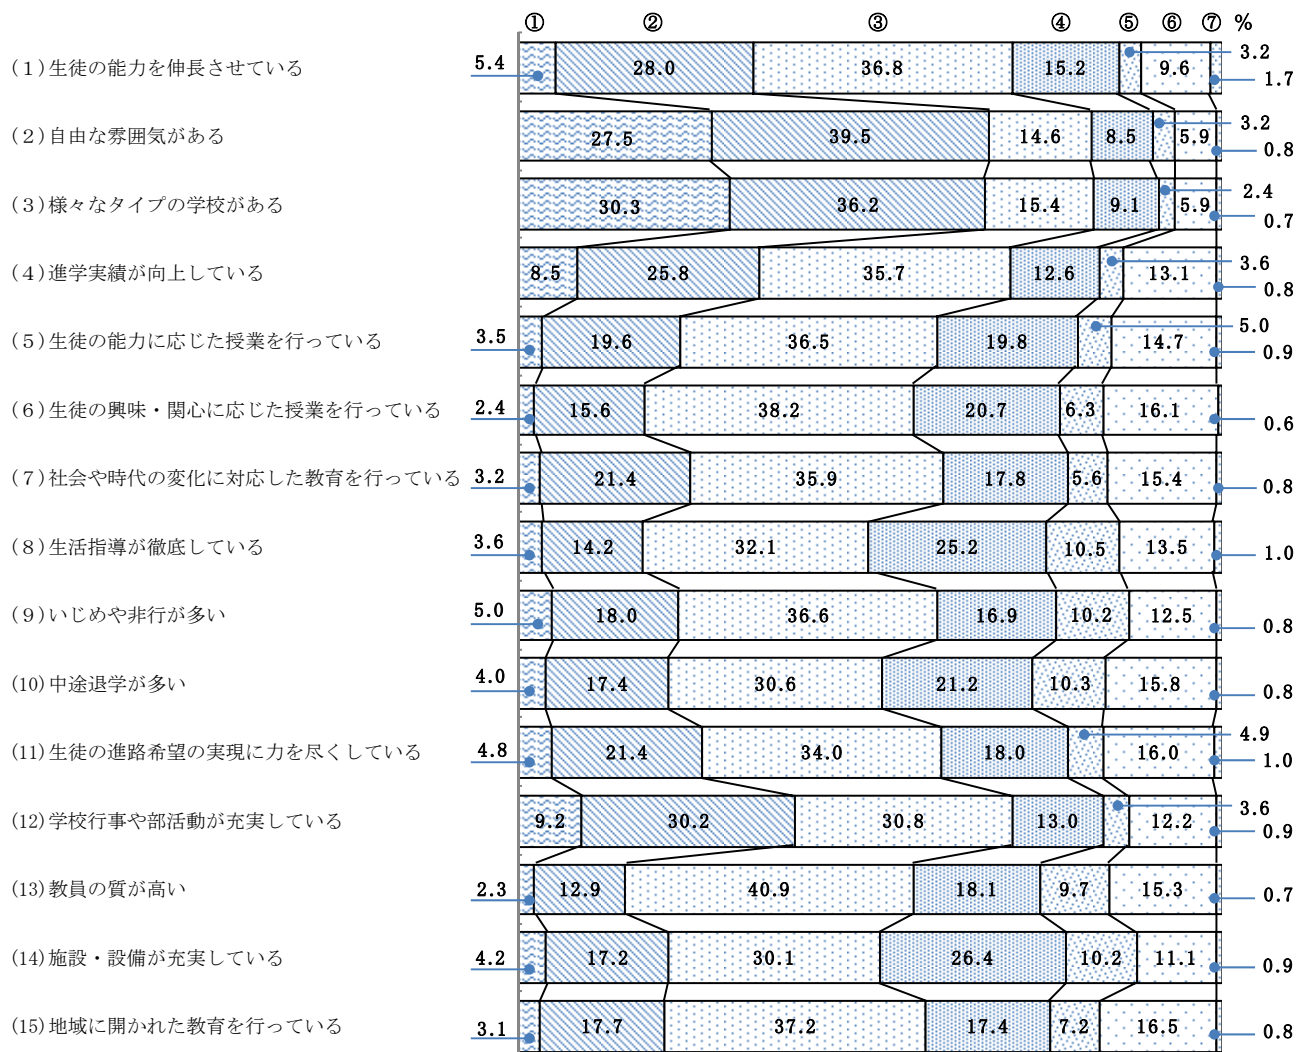 ① ② ③ ④ ⑤ ⑥ ⑦ %
(1)生徒の能力を伸長させている 5.4 28.0 36.8 15.2 3.2 9.6 1.7
(2)自由な雰囲気がある 27.5 39.5 14.6 8.5 3.2 5.9 0.8
(3)様々なタイプの学校がある 30.3 36.2 15.4 9.1 2.4 5.9 0.7
(4)進学実績が向上している 8.5 25.8 35.7 12.6 3.6 13.1 0.8
(5)生徒の能力に応じた授業を行っている 3.5 19.6 36.5 19.8 5.0 14.7 0.9
(6)生徒の興味・関心に応じた授業を行っている 2.4 15.6 38.2 20.7 6.3 16.1 0.6
(7)社会や時代の変化に対応した教育を行っている 3.2 21.4 35.9 17.8 5.6 15.4 0.8
(8)生活指導が徹底している 3.6 14.2 32.1 25.2 10.5 13.5 1.0
(9)いじめや非行が多い 5.0 18.0 36.6 16.9 10.2 12.5 0.8
(10)中途退学が多い 4.0 17.4 30.6 21.2 10.3 15.8 0.8
(11)生徒の進路希望の実現に力を尽くしている 4.8 21.4 34.0 18.0 4.9 16.0 1.0
(12)学校行事や部活動が充実している 9.2 30.2 30.8 13.0 3.6 12.2 0.9
(13)教員の質が高い 2.3 12.9 40.9 18.1 9.7 15.3 0.7
(14)施設・設備が充実している 4.2 17.2 30.1 26.4 10.2 11.1 0.9
(15)地域に開かれた教育を行っている 3.1 17.7 37.2 17.4 7.2 16.5 0.8